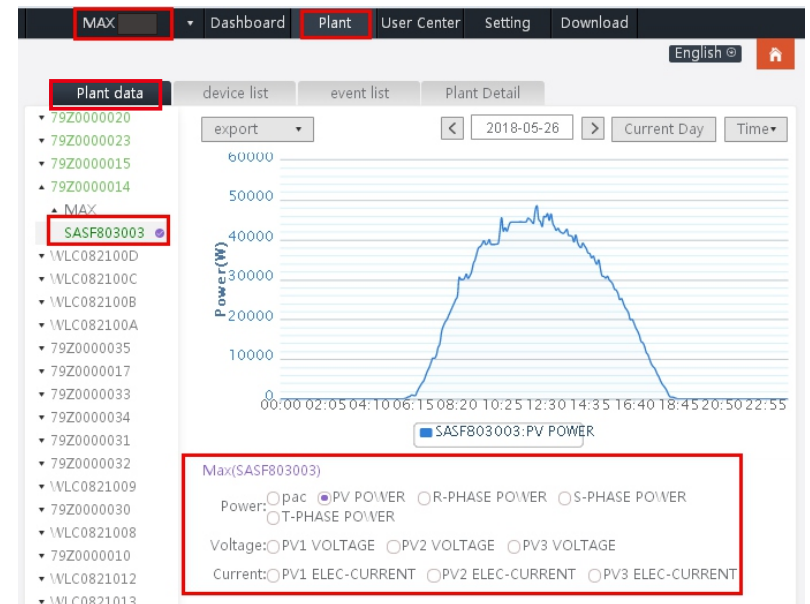 MAX Dashboard Plant User Center Setting Download
English
Plant data device list event list Plant Detail
79Z0000020
79Z0000023
79Z0000015
79Z0000014
MAX
SASF803003
WLC082100D
WLC082100C
WLC082100B
WLC082100A
79Z0000035
79Z0000017
79Z0000033
79Z0000034
79Z0000031
79Z0000032
WLC0821009
79Z0000030
WLC0821008
79Z0000010
WLC0821012
WLC0821013
export < 2018-05-26 > Current Day Time
Power(W)
60000
50000
40000
30000
20000
10000
0
00:00 02:05 04:10 06:15 08:20 10:25 12:30 14:35 16:40 18:45 20:50 22:55
SASF803003:PV POWER
Max(SASF803003)
Power: pac PV POWER R-PHASE POWER S-PHASE POWER
T-PHASE POWER
Voltage: PV1 VOLTAGE PV2 VOLTAGE PV3 VOLTAGE
Current: PV1 ELEC-CURRENT PV2 ELEC-CURRENT PV3 ELEC-CURRENT